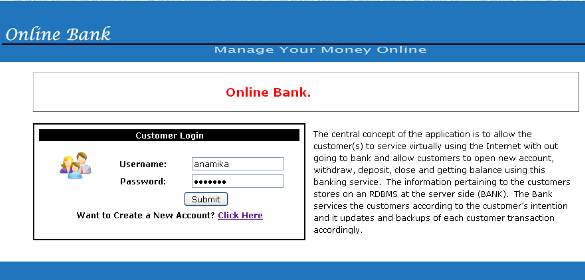 Online Bank
Manage Your Money Online
Online Bank.
Customer Login
Username: anamika
Password: •••••••
Submit
Want to Create a New Account? Click Here
The central concept of the application is to allow the
customer(s) to service virtually using the Internet with out
going to bank and allow customers to open new account,
withdraw, deposit, close and getting balance using this
banking service. The information pertaining to the customers
stores on an RDBMS at the server side (BANK). The Bank
services the customers according to the customer's intention
and it updates and backups of each customer transaction
accordingly.